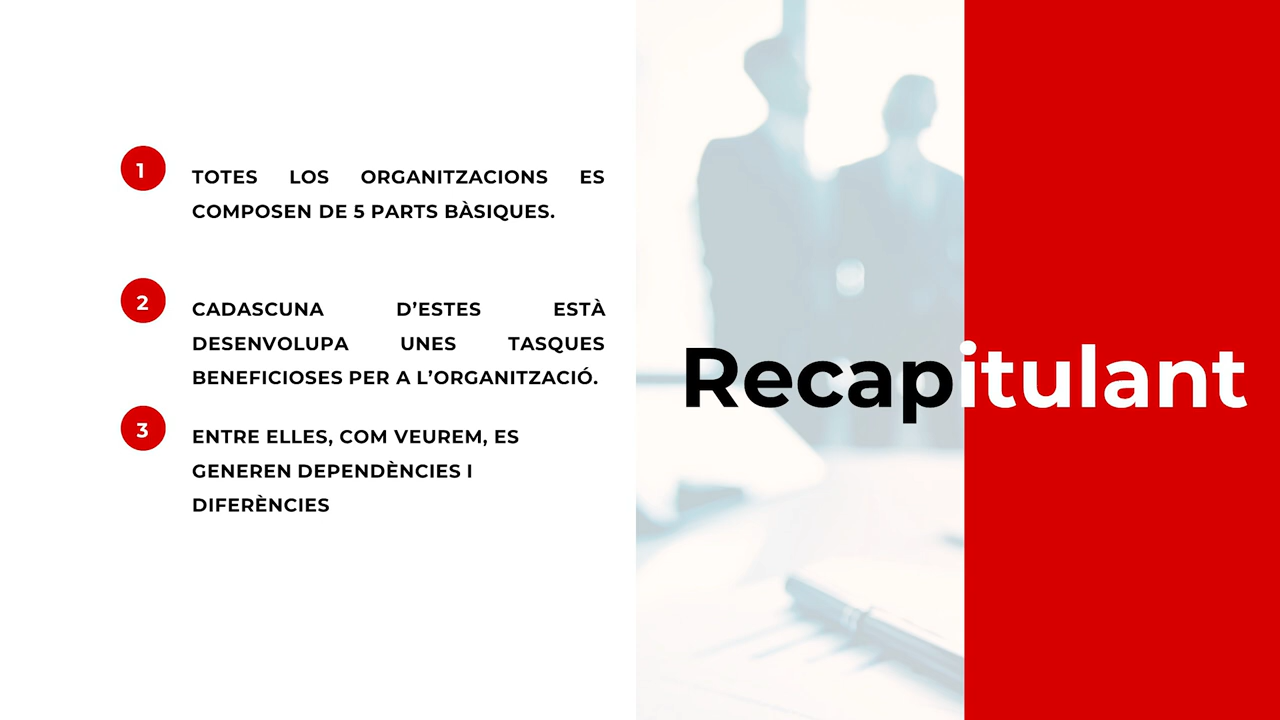 1
TOTES LOS ORGANITZACIONS ES
COMPOSEN DE 5 PARTS BÀSIQUES.
2
CADASCUNA D’ESTES ESTÀ
DESENVOLUPA UNES TASQUES
BENEFICIOSES PER A L’ORGANITZACIÓ.
3
ENTRE ELLES, COM VEUREM, ES
GENEREN DEPENDÈNCIES I
DIFERÈNCIES
Recapitulant